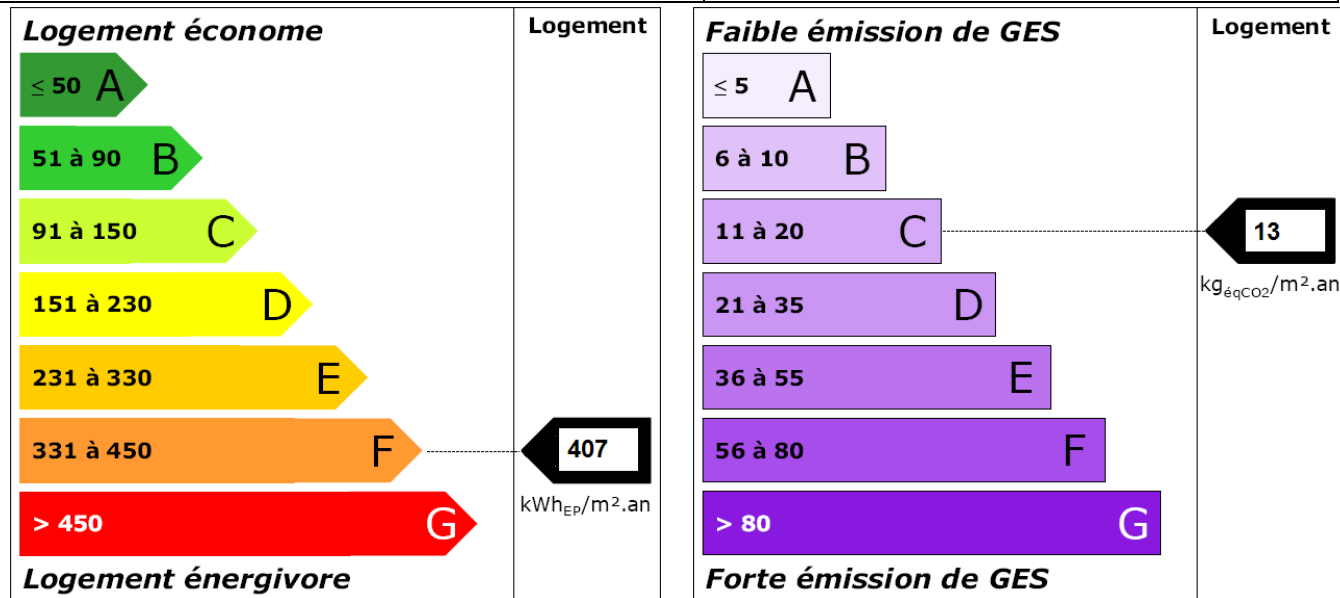 Logement économe
Logement
≤ 50 A
51 à 90 B
91 à 150 C
151 à 230 D
231 à 330 E
331 à 450 F
407
kWhEP/m².an
> 450 G
Logement énergivore
Faible émission de GES
Logement
≤ 5 A
6 à 10 B
11 à 20 C
13
kgéqCO2/m².an
21 à 35 D
36 à 55 E
56 à 80 F
> 80 G
Forte émission de GES